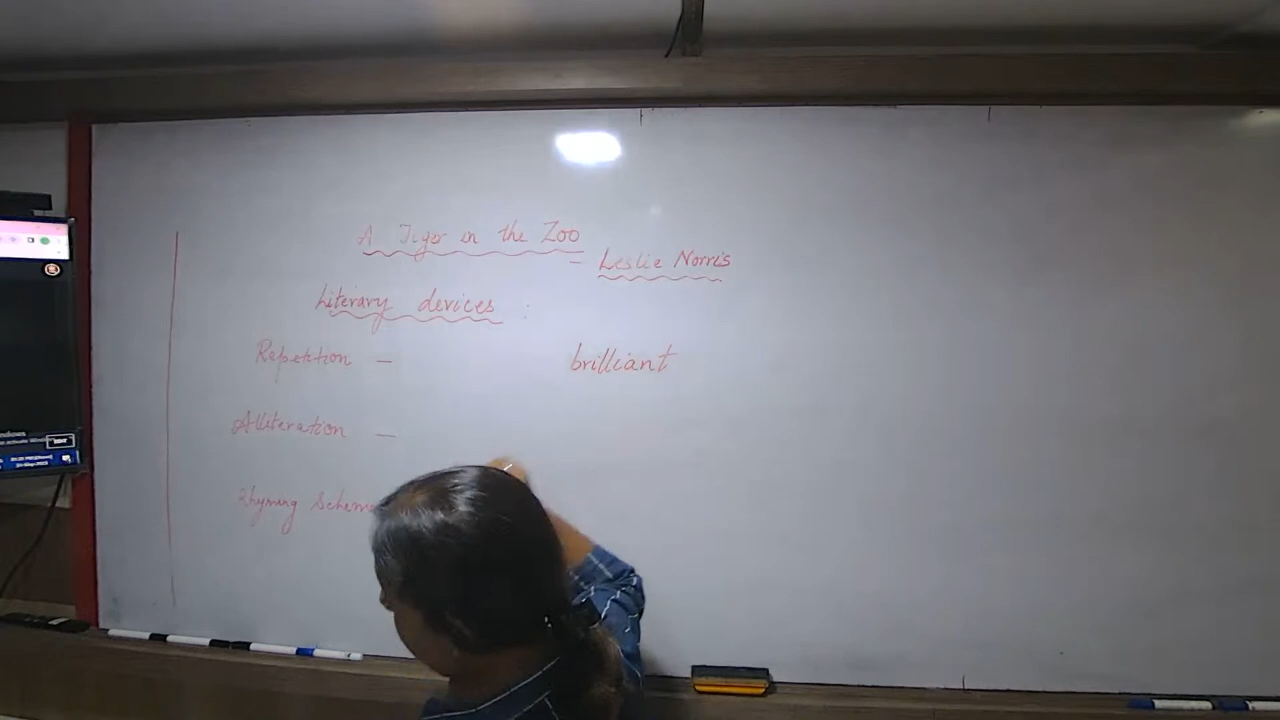 A Tiger in the Zoo
- Leslie Norris
Literary devices :
Repetition - brilliant
Alliteration -
Rhyming Scheme